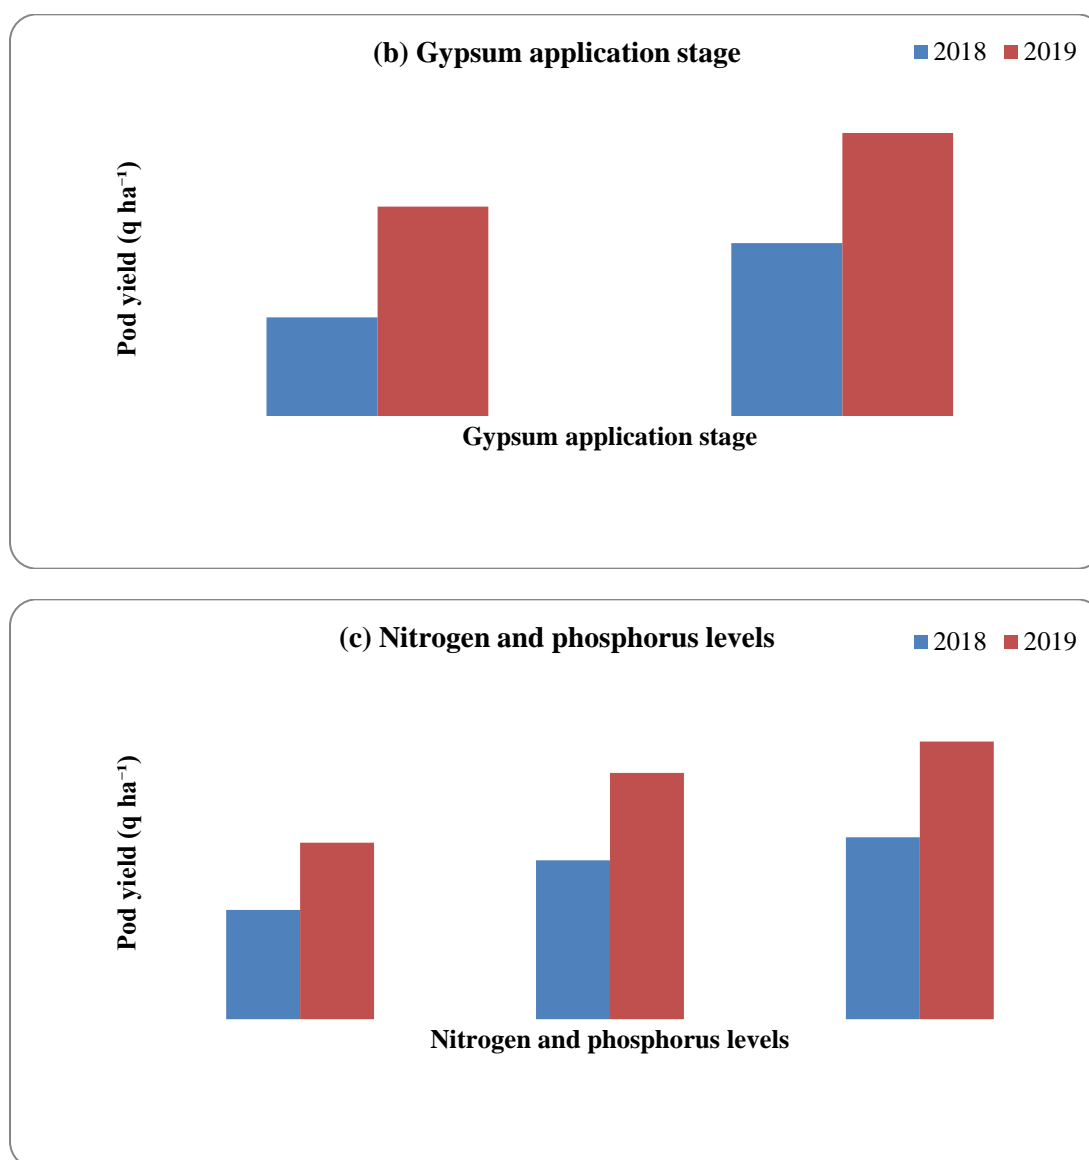 (b) Gypsum application stage
2018 2019
Pod yield (q ha⁻¹)
Gypsum application stage
(c) Nitrogen and phosphorus levels
2018 2019
Pod yield (q ha⁻¹)
Nitrogen and phosphorus levels